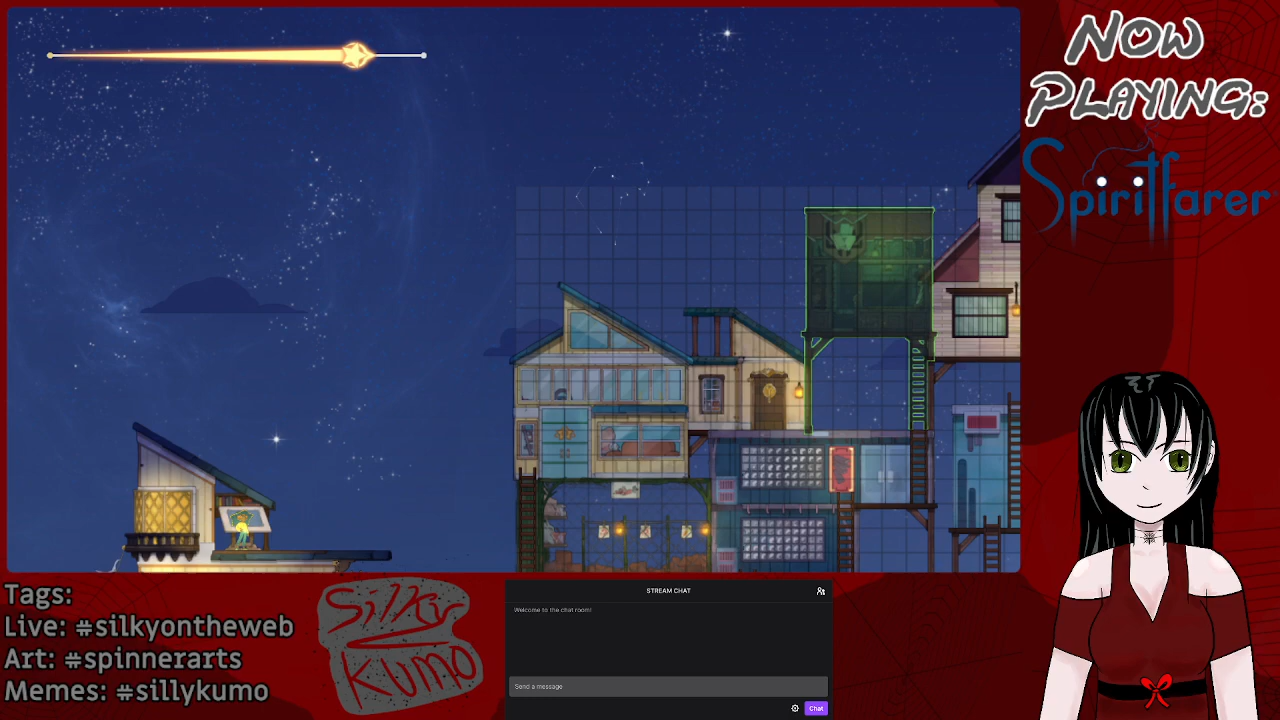 Now
Playing:
Spiritfarer
Tags:
Live: #silkyontheweb
Art: #spinnerarts
Memes: #sillykumo
Silky
Kumo
STREAM CHAT
Welcome to the chat room!
Send a message
Chat